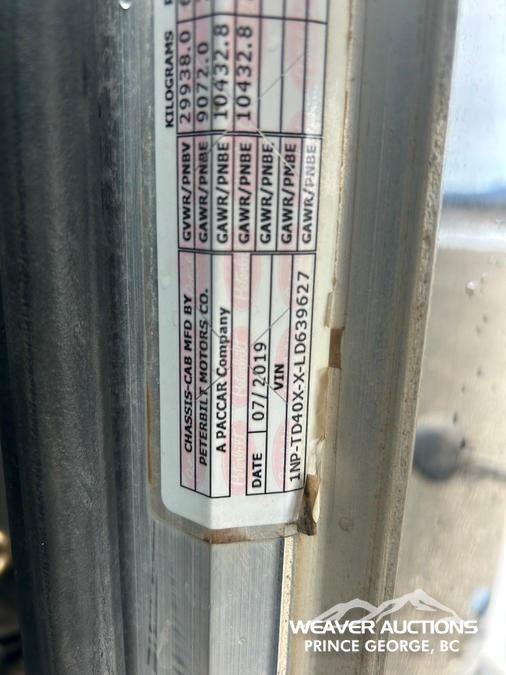 KILOGRAMS
GVWR/PNBV 29938.0
GAWR/PNBE 9072.0
GAWR/PNBE 10432.8
GAWR/PNBE 10432.8
GAWR/PNBE
GAWR/PMBE
GAWR/PNBE
CHASSIS-CAB MFD BY
PETERBILT MOTORS CO.
A PACCAR Company
DATE 07/2019
VIN
1NP-TD40X-X-LD639627
WEAVER AUCTIONS
PRINCE GEORGE, BC